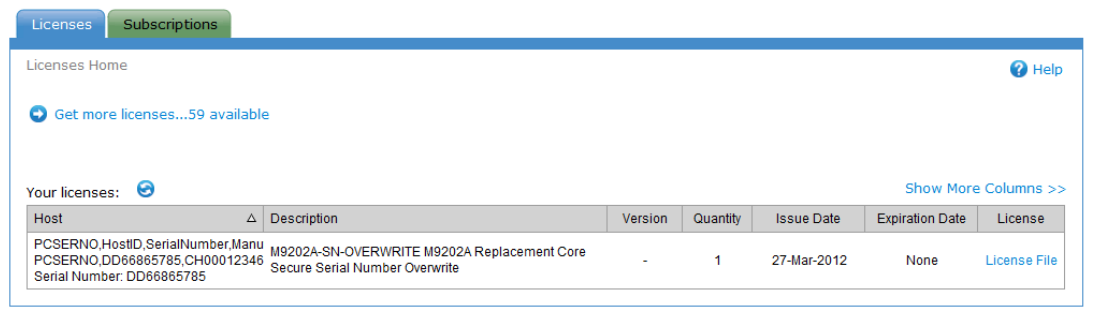 Licenses Subscriptions
Licenses Home
Help
Get more licenses...59 available
Your licenses:
Show More Columns >>
Host Description Version Quantity Issue Date Expiration Date License
PCSERNO,HostID,SerialNumber,Manu
PCSERNO,DD66865785,CH00012346
Serial Number: DD66865785
M9202A-SN-OVERWRITE M9202A Replacement Core
Secure Serial Number Overwrite
- 1 27-Mar-2012 None License File